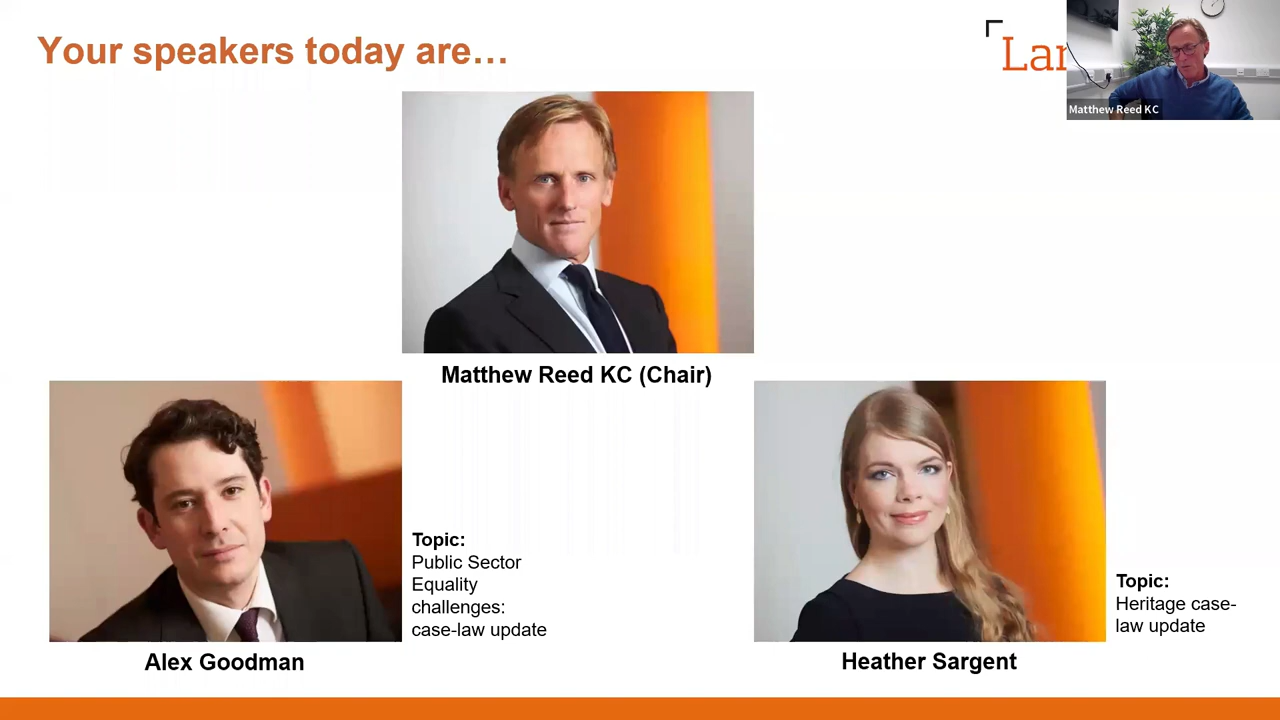 Your speakers today are…
Matthew Reed KC
Matthew Reed KC (Chair)
Topic:
Public Sector
Equality
challenges:
case-law update
Alex Goodman
Topic:
Heritage case-
law update
Heather Sargent